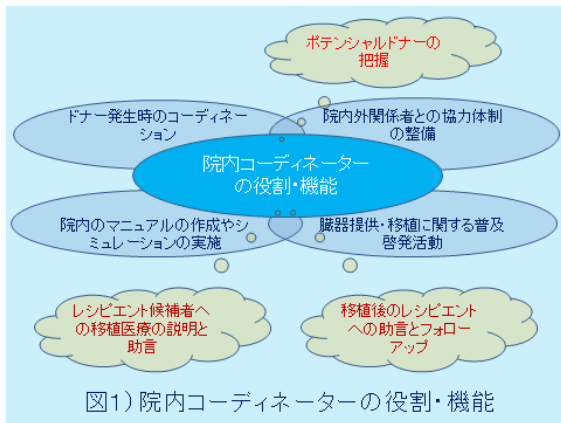 ポテンシャルドナーの
把握
ドナー発生時のコーディネー
ション
院内外関係者との協力体制
の整備
院内コーディネーター
の役割・機能
院内のマニュアルの作成やシ
ミュレーションの実施
臓器提供・移植に関する普及
啓発活動
レシピエント候補者へ
の移植医療の説明と
助言
移植後のレシピエント
への助言とフォロー
アップ
図1）院内コーディネーターの役割・機能